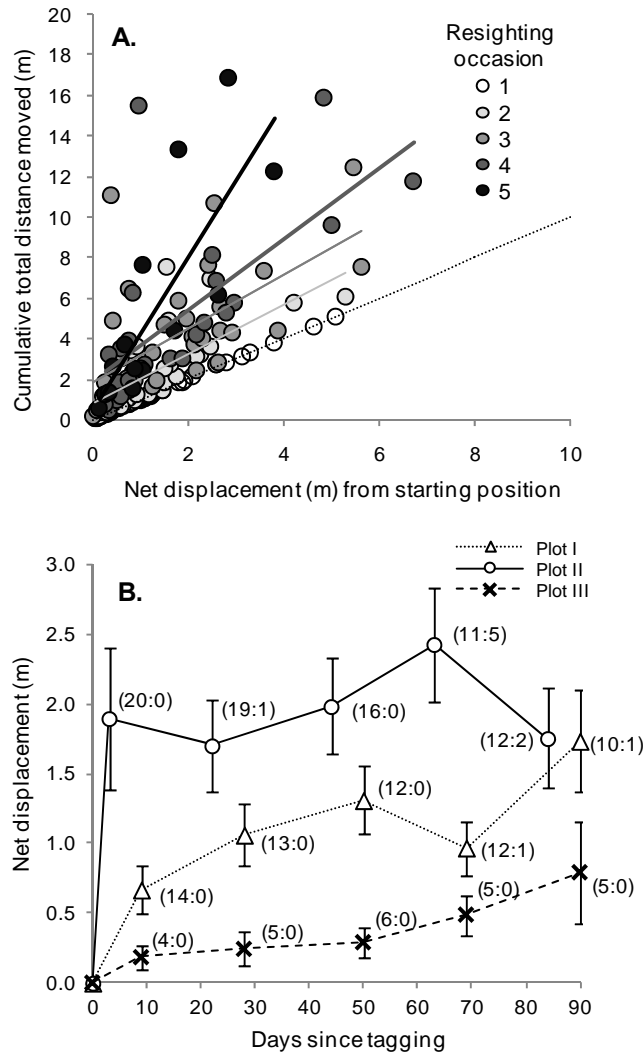 A.
Resighting
occasion
1
2
3
4
5
20
18
16
14
12
10
8
6
4
2
0
Cumulative total distance moved (m)
0 2 4 6 8 10
Net displacement (m) from starting position
Plot I
Plot II
Plot III
B.
3.0
2.5
2.0
1.5
1.0
0.5
0.0
Net displacement (m)
(20:0)
(19:1)
(16:0)
(11:5)
(12:2)
(10:1)
(14:0)
(13:0)
(12:0)
(12:1)
(4:0)
(5:0)
(6:0)
(5:0)
(5:0)
0 10 20 30 40 50 60 70 80 90
Days since tagging